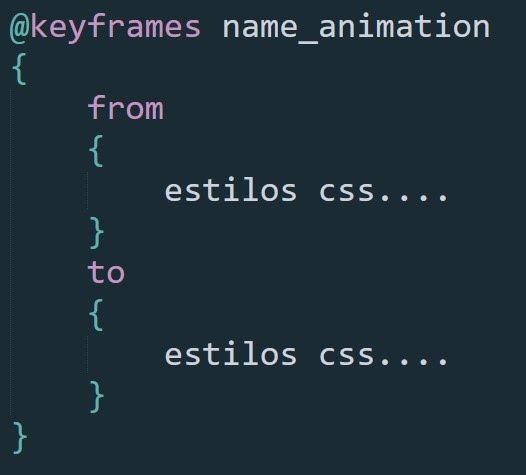 @keyframes name_animation
{
from
{
estilos css....
}
to
{
estilos css....
}
}